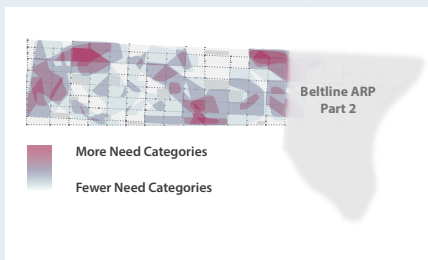 Beltline ARP
Part 2
More Need Categories
Fewer Need Categories